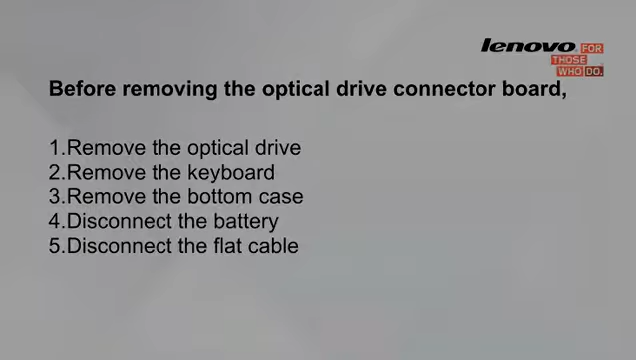 lenovo FOR
THOSE
WHO DO.
Before removing the optical drive connector board,
1.Remove the optical drive
2.Remove the keyboard
3.Remove the bottom case
4.Disconnect the battery
5.Disconnect the flat cable